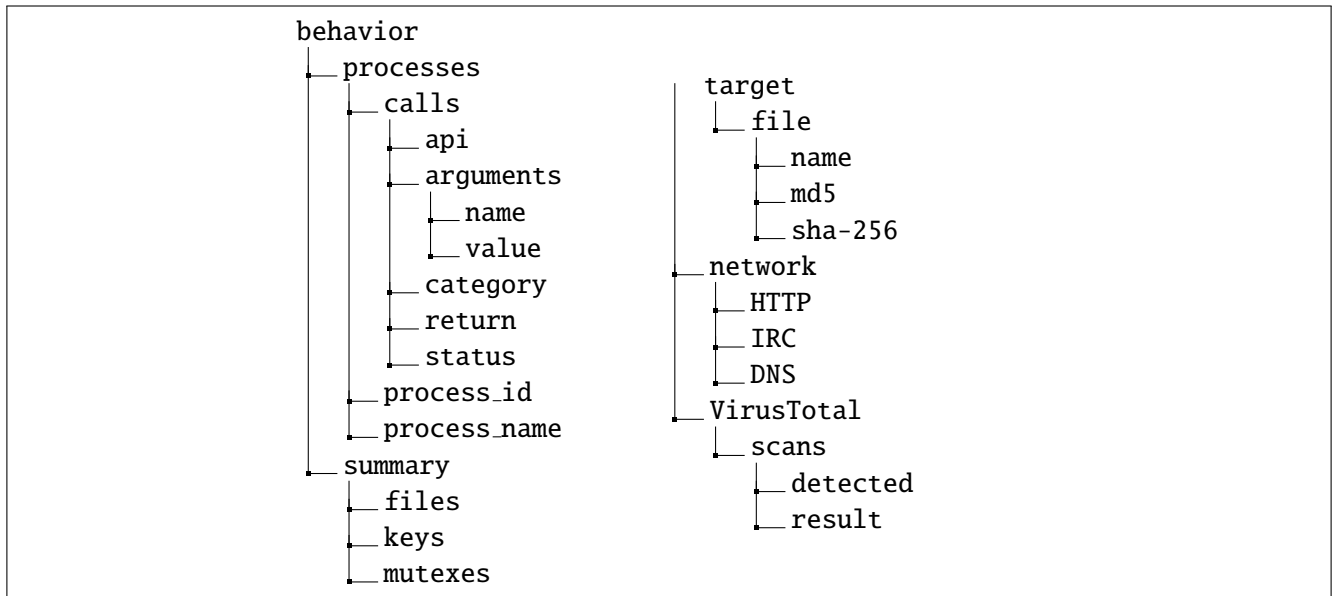 behavior
processes
calls
api
arguments
name
value
category
return
status
process_id
process_name
summary
files
keys
mutexes
target
file
name
md5
sha-256
network
HTTP
IRC
DNS
VirusTotal
scans
detected
result